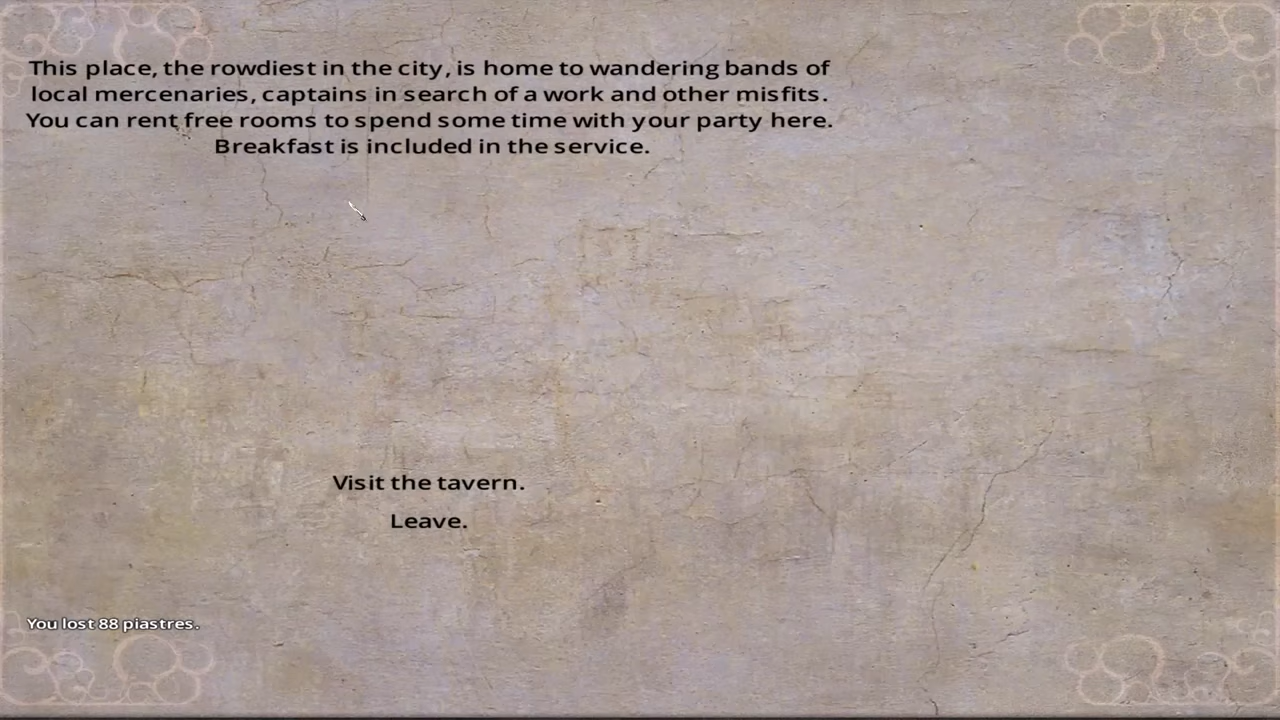 This place, the rowdiest in the city, is home to wandering bands of
local mercenaries, captains in search of a work and other misfits.
You can rent free rooms to spend some time with your party here.
Breakfast is included in the service.
Visit the tavern.
Leave.
You lost 88 piastres.